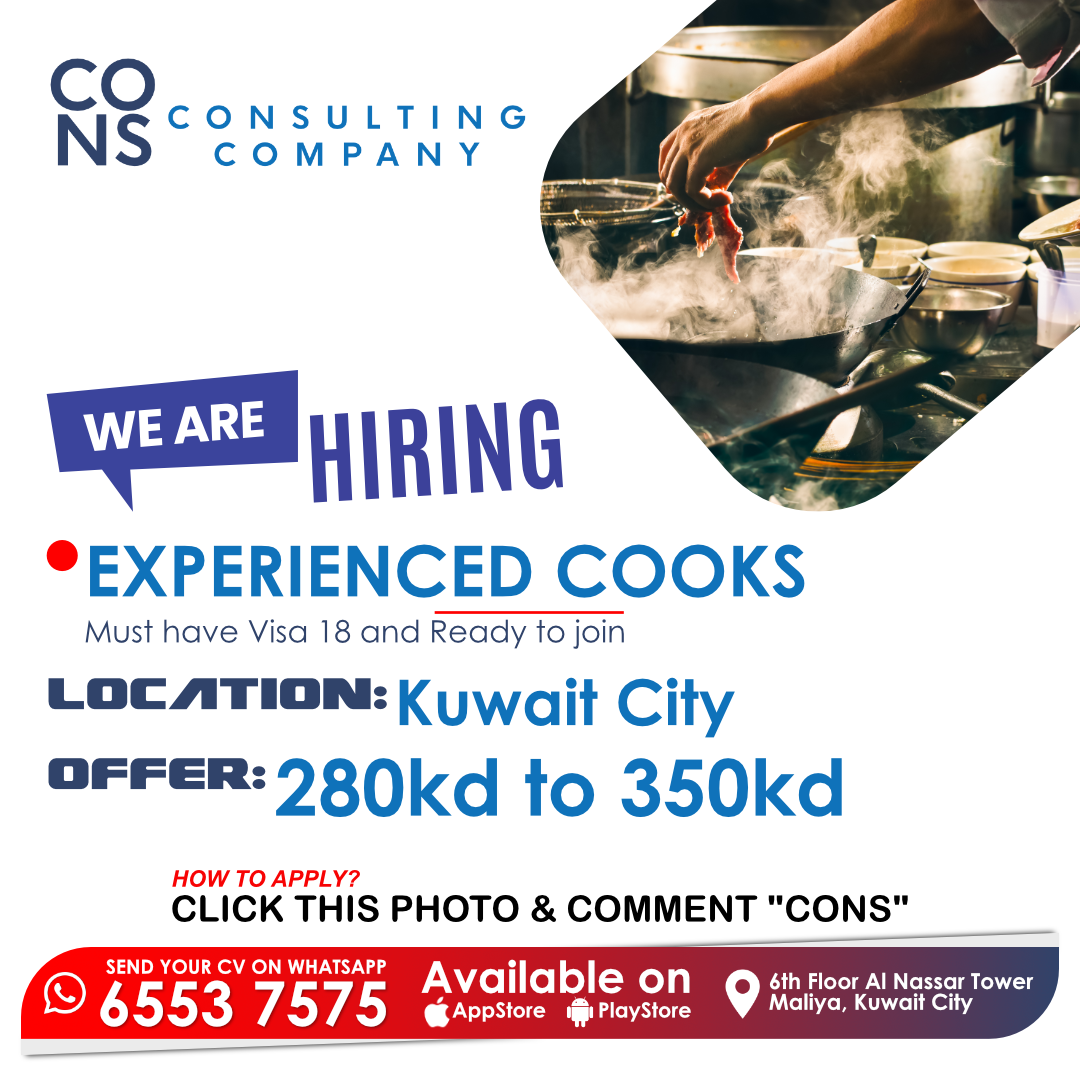 CO
NS
CONSULTING
COMPANY
WE ARE
HIRING
EXPERIENCED COOKS
Must have Visa 18 and Ready to join
LOCATION: Kuwait City
OFFER: 280kd to 350kd
HOW TO APPLY?
CLICK THIS PHOTO & COMMENT "CONS"
SEND YOUR CV ON WHATSAPP
6553 7575
Available on
AppStore PlayStore
6th Floor Al Nassar Tower
Maliya, Kuwait City